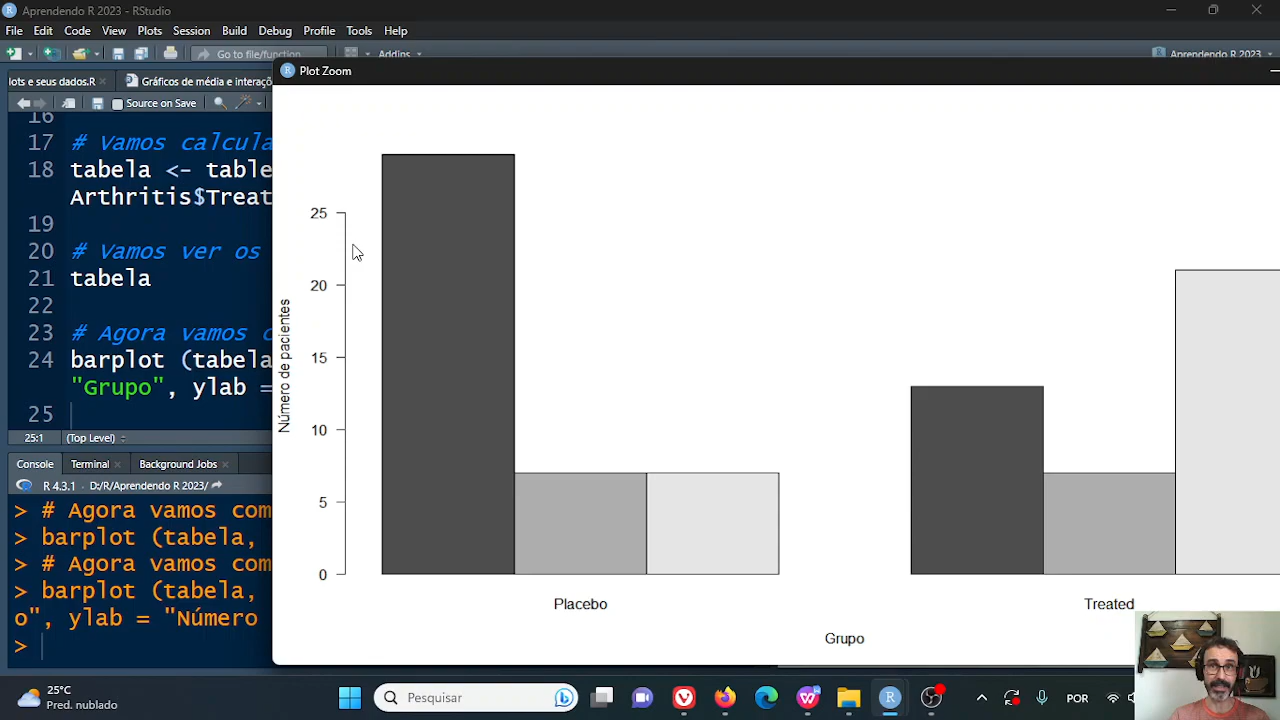 Aprendendo R 2023 - RStudio
File Edit Code View Plots Session Build Debug Profile Tools Help
Go to file/function Addins Aprendendo R 2023
lots e seus dados.R Gráficos de média e interaçõ
Source on Save
16
17 # Vamos calcula
18 tabela <- table
Arthritis$Treat
19
20 # Vamos ver os
21 tabela
22
23 # Agora vamos c
24 barplot (tabela
"Grupo", ylab =
25
25:1 (Top Level)
Console Terminal Background Jobs
R 4.3.1 · D:/R/Aprendendo R 2023/
> # Agora vamos com
> barplot (tabela,
> # Agora vamos com
> barplot (tabela,
o", ylab = "Número
>
Plot Zoom
25
20
15
10
5
0
Número de pacientes
Placebo Treated
Grupo
25°C
Pred. nublado
Pesquisar
POR